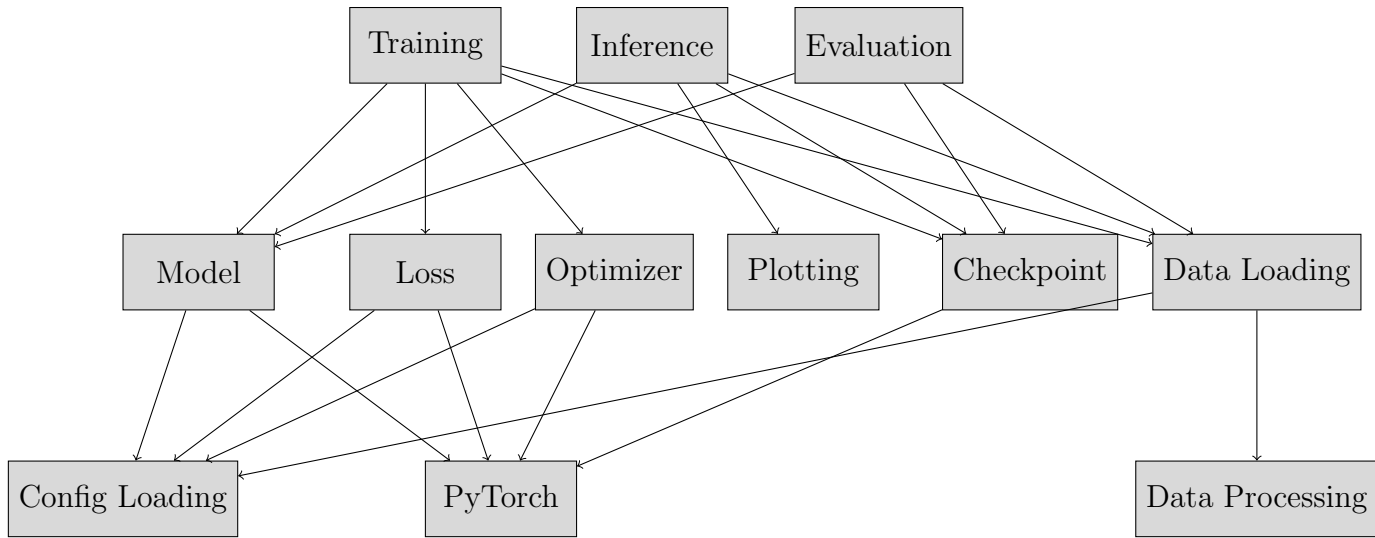 Training
Inference
Evaluation
Model
Loss
Optimizer
Plotting
Checkpoint
Data Loading
Config Loading
PyTorch
Data Processing